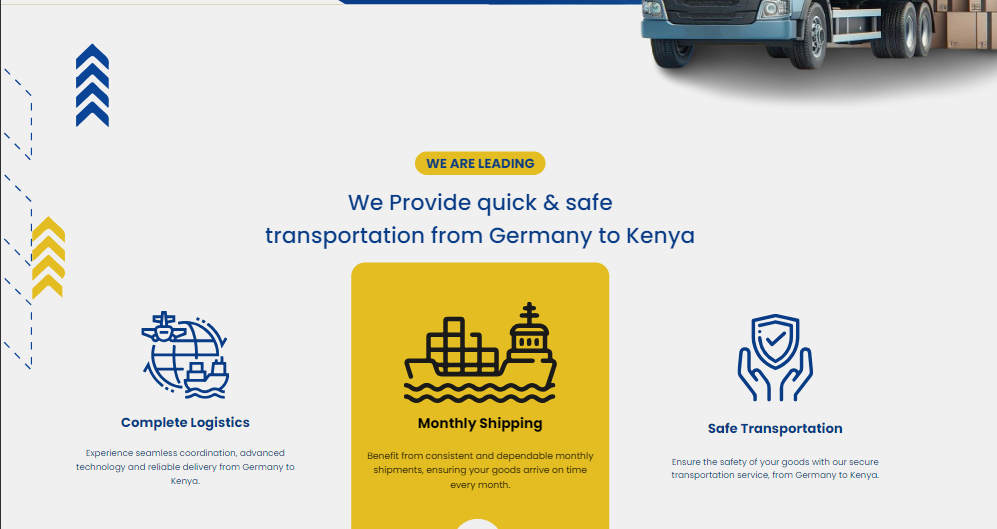 WE ARE LEADING
We Provide quick & safe
transportation from Germany to Kenya
Complete Logistics
Experience seamless coordination, advanced
technology and reliable delivery from Germany to
Kenya.
Monthly Shipping
Benefit from consistent and dependable monthly
shipments, ensuring your goods arrive on time
every month.
Safe Transportation
Ensure the safety of your goods with our secure
transportation service, from Germany to Kenya.